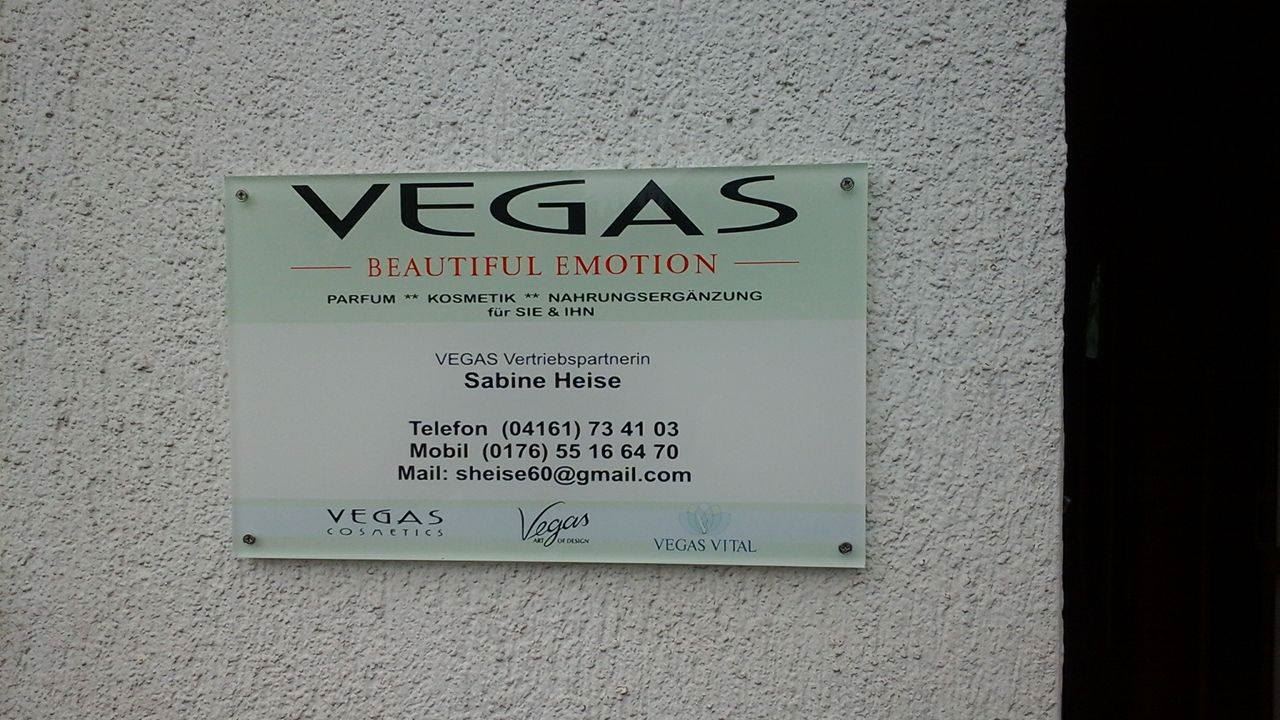 VEGAS
BEAUTIFUL EMOTION
PARFUM ** KOSMETIK ** NAHRUNGSERGÄNZUNG
für SIE & IHN
VEGAS Vertriebspartnerin
Sabine Heise
Telefon (04161) 73 41 03
Mobil (0176) 55 16 64 70
Mail: sheise60@gmail.com
VEGAS
COSMETICS
Vegas
ART OF DESIGN
VEGAS VITAL